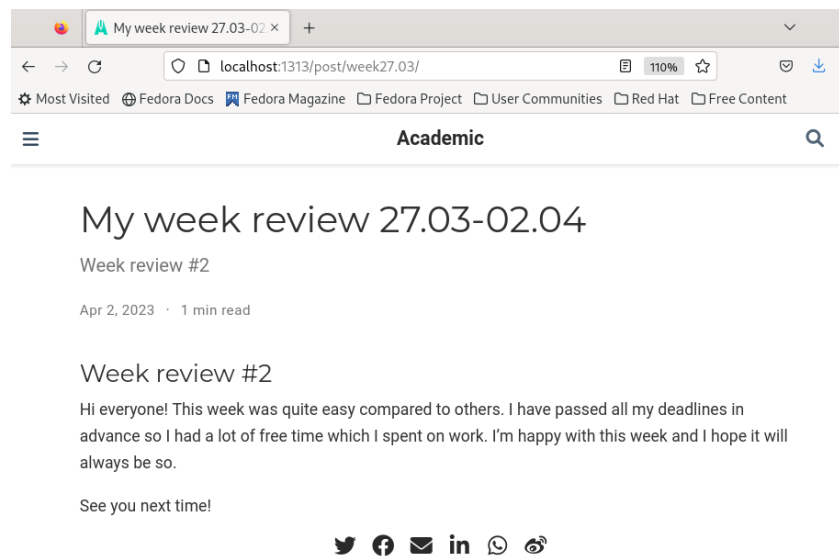 My week review 27.03-02
localhost:1313/post/week27.03/
110%
Most Visited Fedora Docs Fedora Magazine Fedora Project User Communities Red Hat Free Content
Academic
My week review 27.03-02.04
Week review #2
Apr 2, 2023 · 1 min read
Week review #2
Hi everyone! This week was quite easy compared to others. I have passed all my deadlines in
advance so I had a lot of free time which I spent on work. I'm happy with this week and I hope it will
always be so.
See you next time!